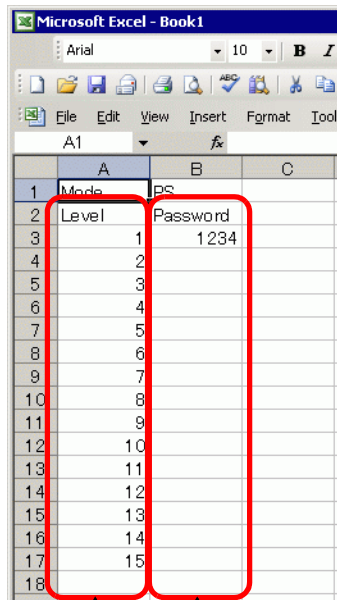 Microsoft Excel - Book1
Arial 10 B I
ABC
File Edit View Insert Format Tool
A1 fx
A B C
1 Mode PS
2 Level Password
3 1 1234
4 2
5 3
6 4
7 5
8 6
9 7
10 8
11 9
12 10
13 11
14 12
15 13
16 14
17 15
18